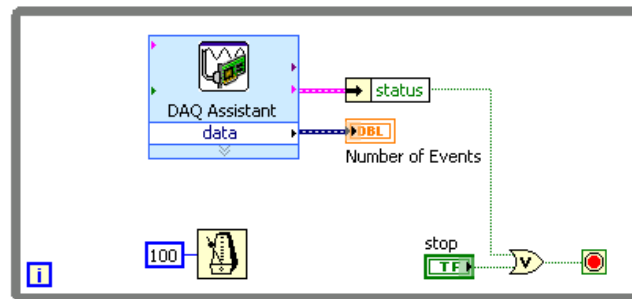 DAQ Assistant
data
status
DBL
Number of Events
100
stop
TF
V
i